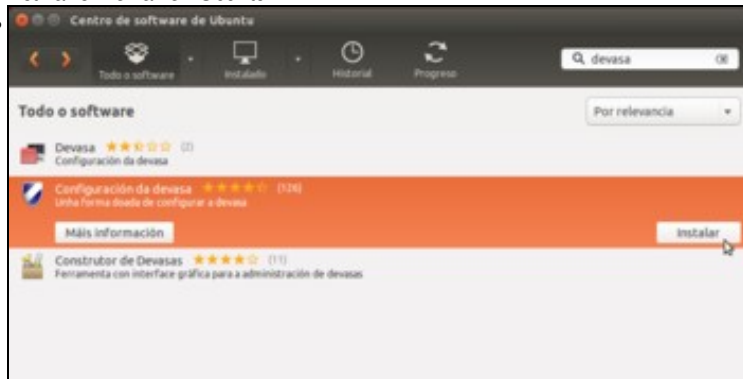 Centro de software de Ubuntu
Todo o software
Instalado
Historial
Progreso
devasa
Todo o software
Por relevancia
Devasa (2)
Configuración da devasa
Configuración da devasa (126)
Unha forma doada de configurar a devasa
Máis información
Instalar
Construtor de Devasas (11)
Ferramenta con interface gráfica para a administración de devasas